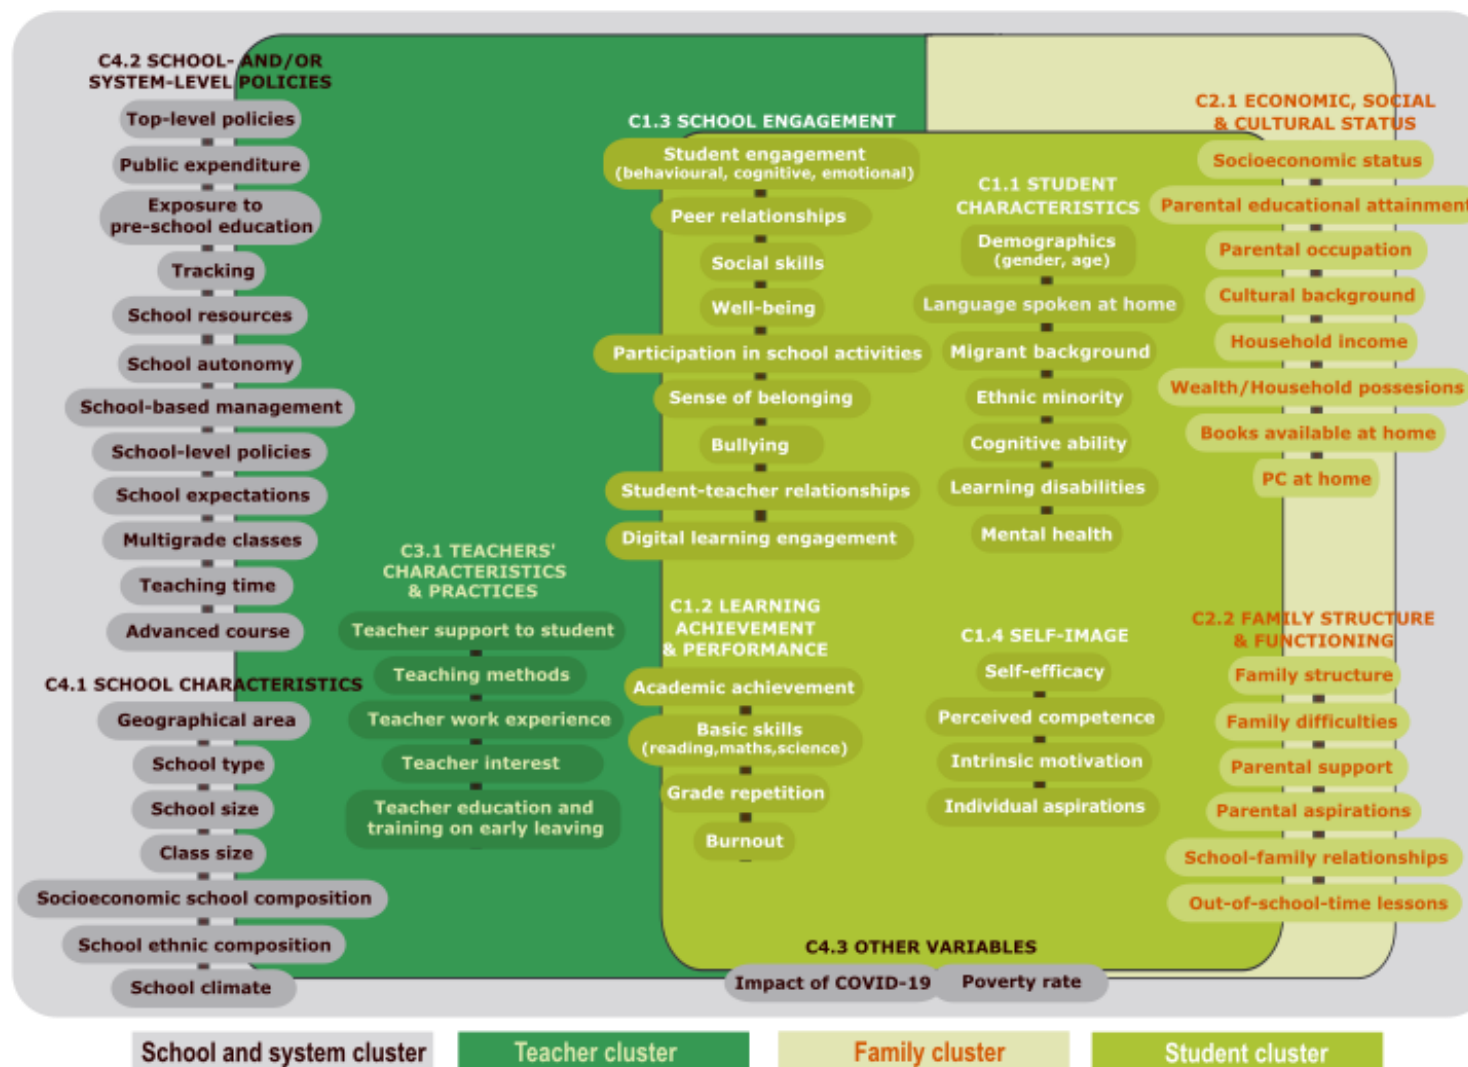 C4.2 SCHOOL- AND/OR
SYSTEM-LEVEL POLICIES
Top-level policies
Public expenditure
Exposure to
pre-school education
Tracking
School resources
School autonomy
School-based management
School-level policies
School expectations
Multigrade classes
Teaching time
Advanced course
C4.1 SCHOOL CHARACTERISTICS
Geographical area
School type
School size
Class size
Socioeconomic school composition
School ethnic composition
School climate
C3.1 TEACHERS'
CHARACTERISTICS
& PRACTICES
Teacher support to student
Teaching methods
Teacher work experience
Teacher interest
Teacher education and
training on early leaving
C1.3 SCHOOL ENGAGEMENT
Student engagement
(behavioural, cognitive, emotional)
Peer relationships
Social skills
Well-being
Participation in school activities
Sense of belonging
Bullying
Student-teacher relationships
Digital learning engagement
C1.2 LEARNING
ACHIEVEMENT
& PERFORMANCE
Academic achievement
Basic skills
(reading,maths,science)
Grade repetition
Burnout
C1.1 STUDENT
CHARACTERISTICS
Demographics
(gender, age)
Language spoken at home
Migrant background
Ethnic minority
Cognitive ability
Learning disabilities
Mental health
C1.4 SELF-IMAGE
Self-efficacy
Perceived competence
Intrinsic motivation
Individual aspirations
C2.1 ECONOMIC, SOCIAL
& CULTURAL STATUS
Socioeconomic status
Parental educational attainment
Parental occupation
Cultural background
Household income
Wealth/Household possesions
Books available at home
PC at home
C2.2 FAMILY STRUCTURE
& FUNCTIONING
Family structure
Family difficulties
Parental support
Parental aspirations
School-family relationships
Out-of-school-time lessons
C4.3 OTHER VARIABLES
Impact of COVID-19
Poverty rate
School and system cluster
Teacher cluster
Family cluster
Student cluster